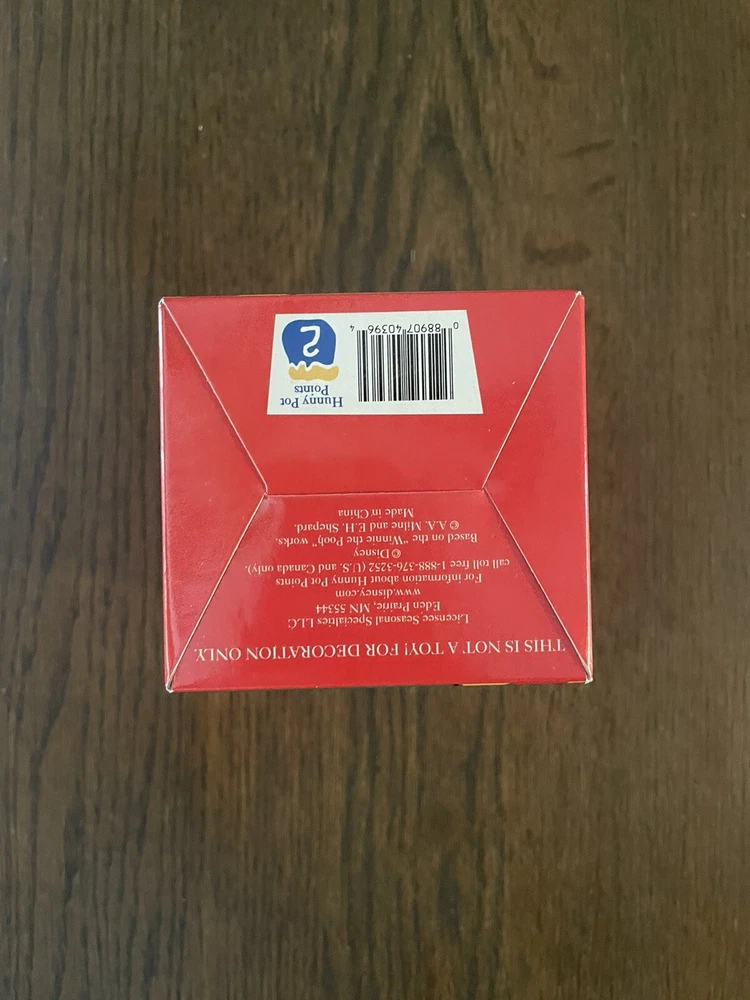 THIS IS NOT A TOY! FOR DECORATION ONLY.
Licensee Seasonal Specialties LLC
Eden Prairie, MN 55344
www.disney.com
For information about Hunny Pot Points
call toll free 1-888-376-3252 (U.S. and Canada only).
© Disney
Based on the "Winnie the Pooh" works.
© A.A. Milne and E.H. Shepard.
Made in China
Hunny Pot
Points
2
0 88907 40396 4